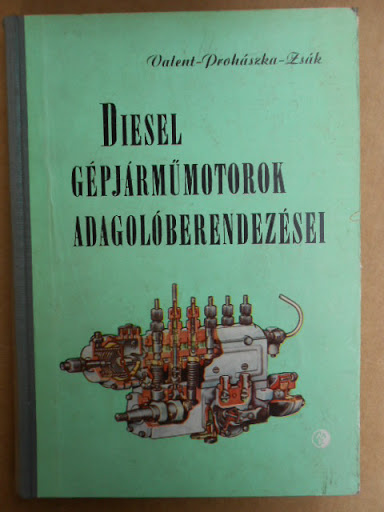 Valent-Prohászka-Zsák
DIESEL
GÉPJÁRMŰMOTOROK
ADAGOLÓBERENDEZÉSEI